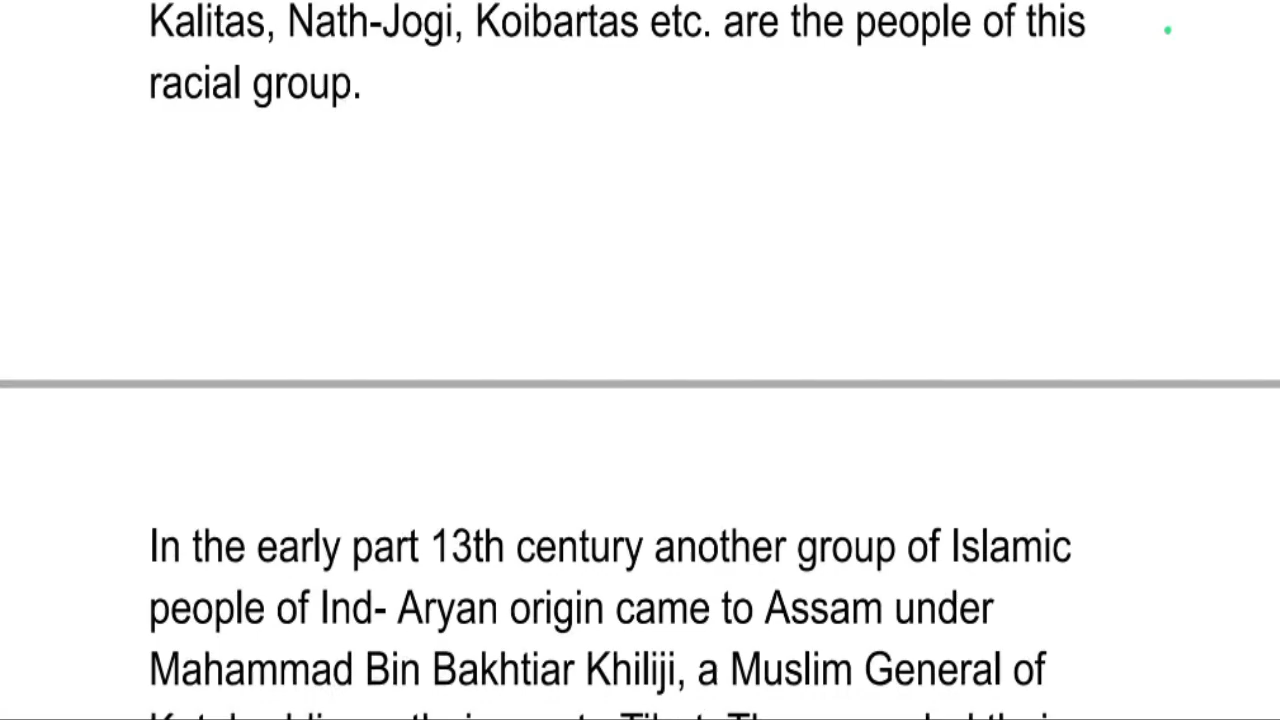 Kalitas, Nath-Jogi, Koibartas etc. are the people of this
racial group.
In the early part 13th century another group of Islamic
people of Ind- Aryan origin came to Assam under
Mahammad Bin Bakhtiar Khiliji, a Muslim General of